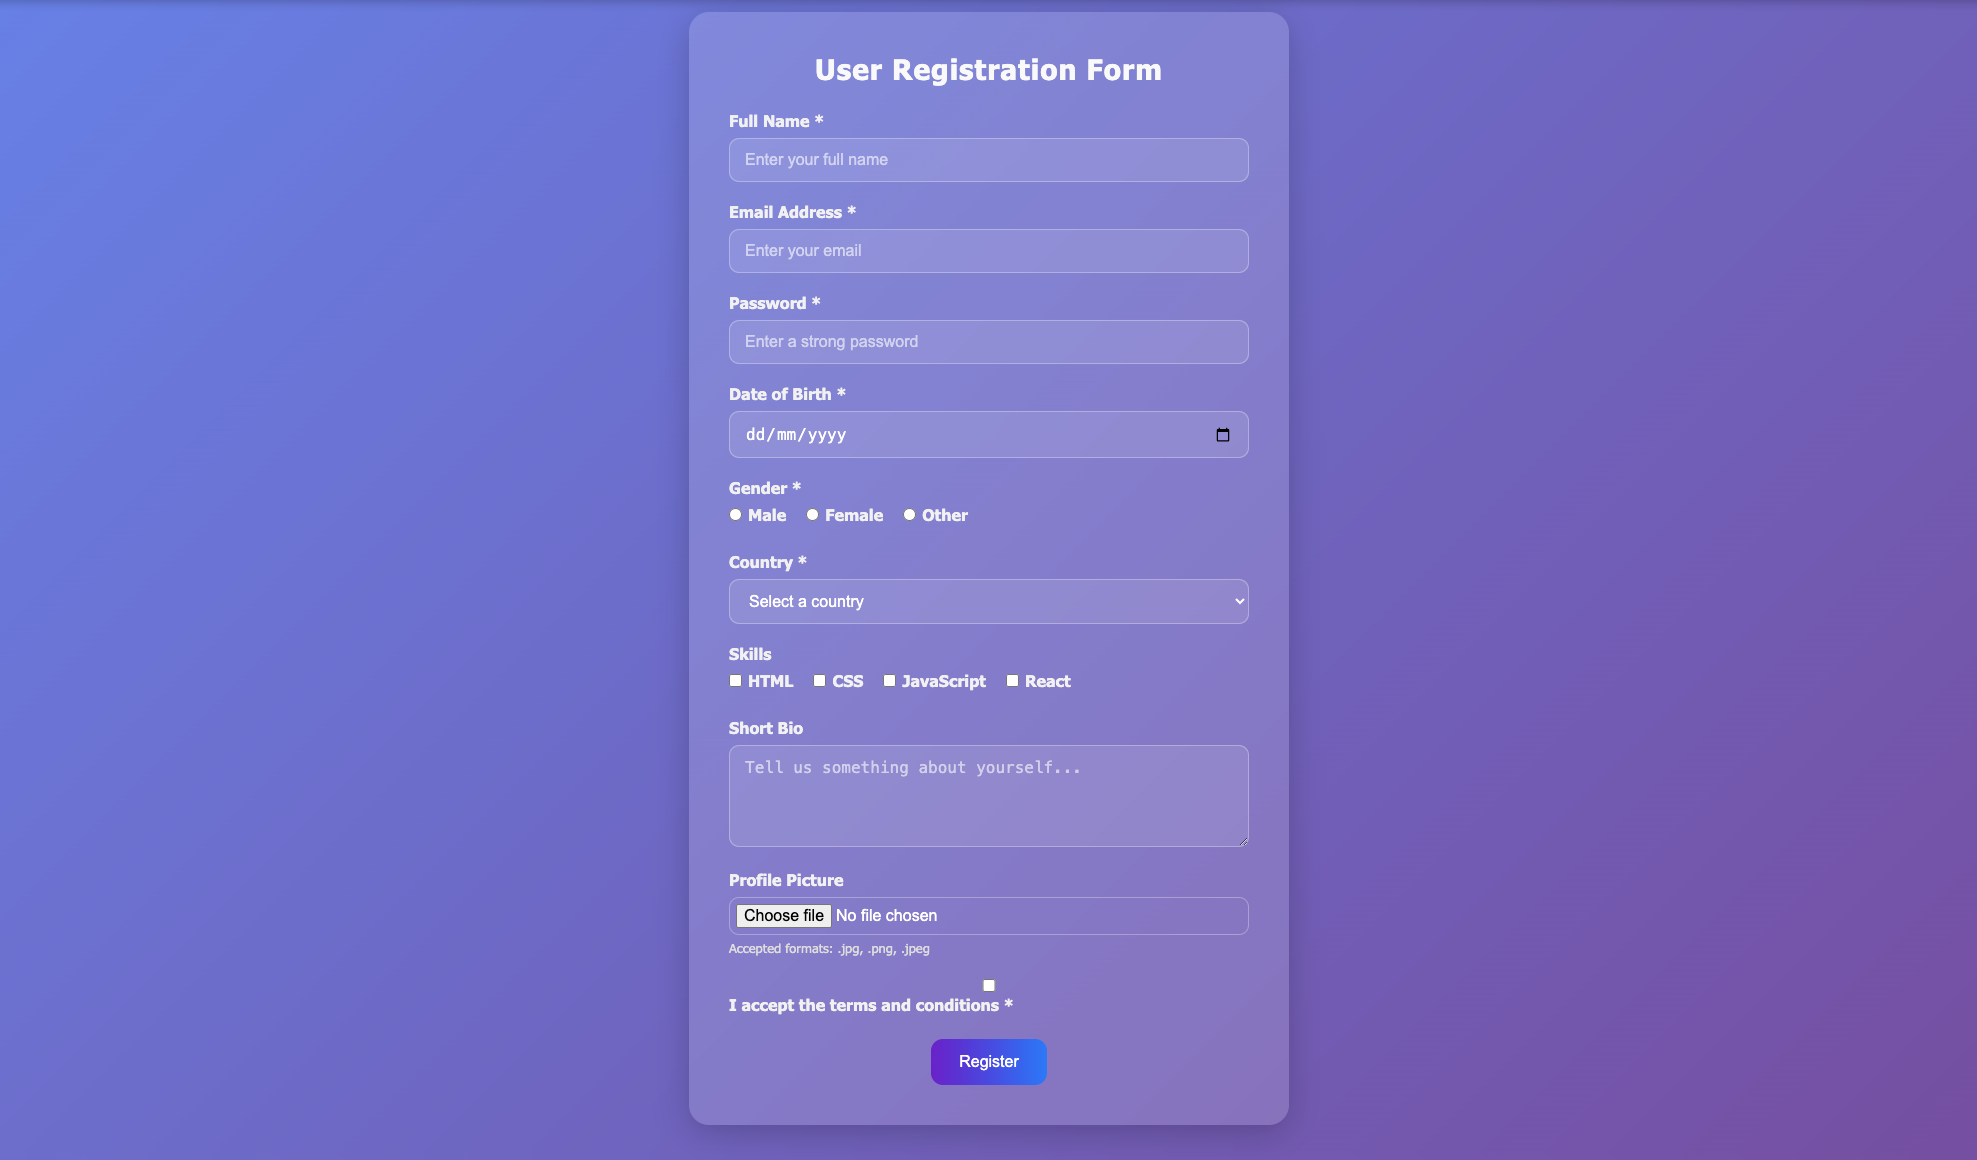 User Registration Form
Full Name *
Enter your full name
Email Address *
Enter your email
Password *
Enter a strong password
Date of Birth *
dd/mm/yyyy
Gender *
Male Female Other
Country *
Select a country
Skills
HTML CSS JavaScript React
Short Bio
Tell us something about yourself...
Profile Picture
Choose file No file chosen
Accepted formats: .jpg, .png, .jpeg
I accept the terms and conditions *
Register